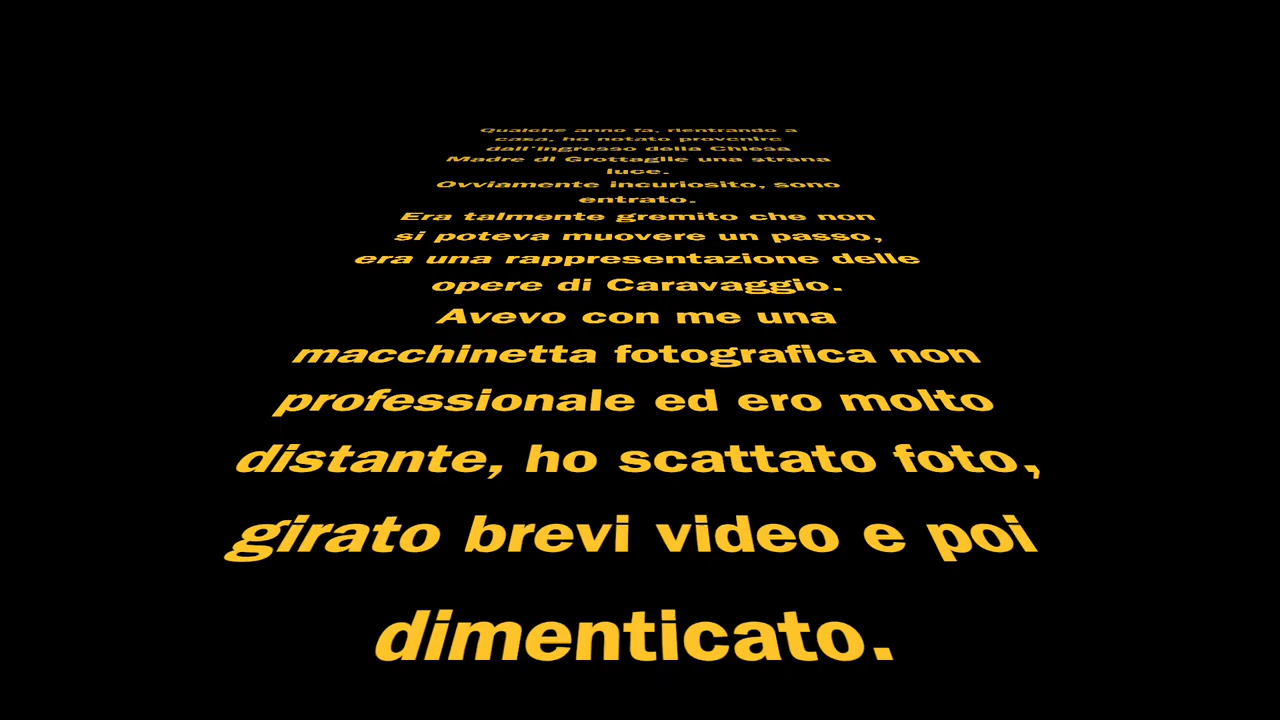 Qualche anno fa, rientrando a
casa, ho notato provenire
dall'ingresso della Chiesa
Madre di Grottaglie una strana
luce.
Ovviamente incuriosito, sono
entrato.
Era talmente gremito che non
si poteva muovere un passo,
era una rappresentazione delle
opere di Caravaggio.
Avevo con me una
macchinetta fotografica non
professionale ed ero molto
distante, ho scattato foto,
girato brevi video e poi
dimenticato.